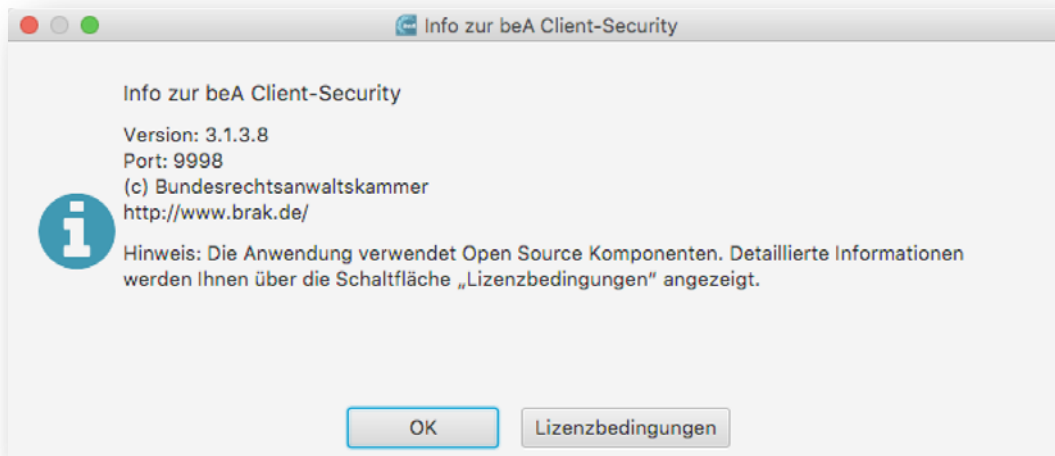 Info zur beA Client-Security
Info zur beA Client-Security
Version: 3.1.3.8
Port: 9998
(c) Bundesrechtsanwaltskammer
http://www.brak.de/
Hinweis: Die Anwendung verwendet Open Source Komponenten. Detaillierte Informationen
werden Ihnen über die Schaltfläche „Lizenzbedingungen“ angezeigt.
OK
Lizenzbedingungen